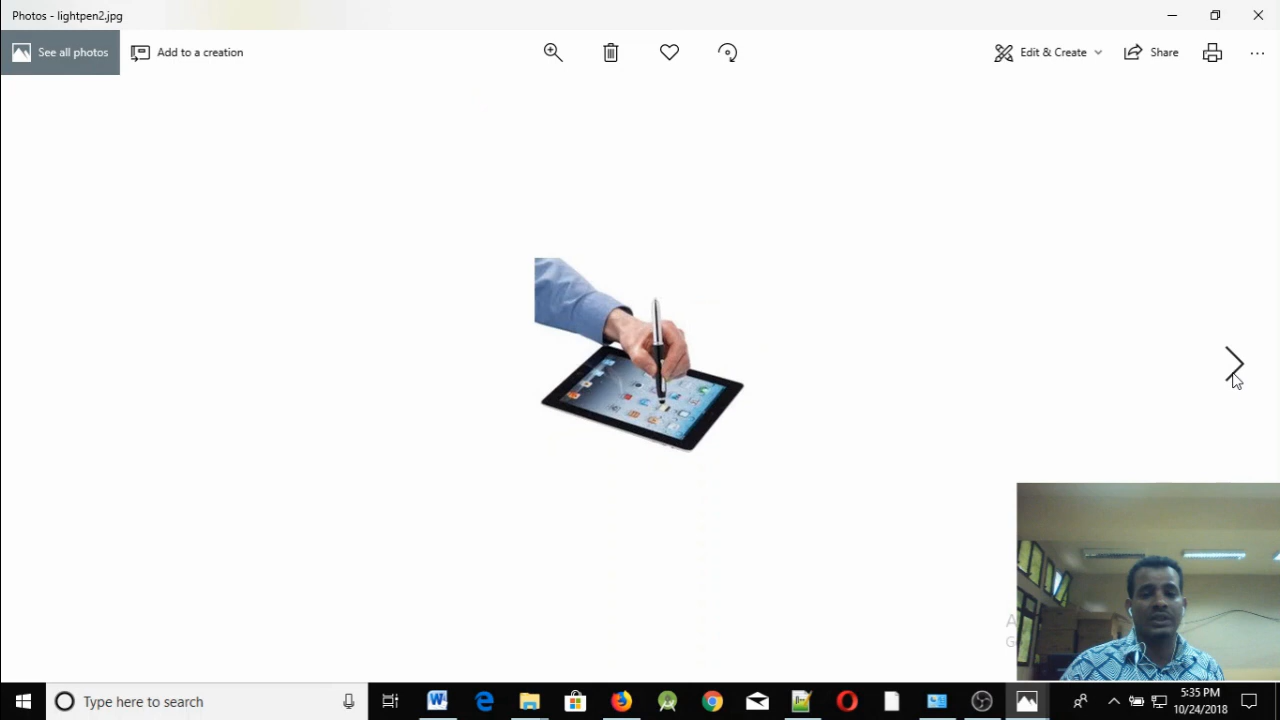 Photos - lightpen2.jpg
See all photos
Add to a creation
Edit & Create
Share
Type here to search
5:35 PM
10/24/2018